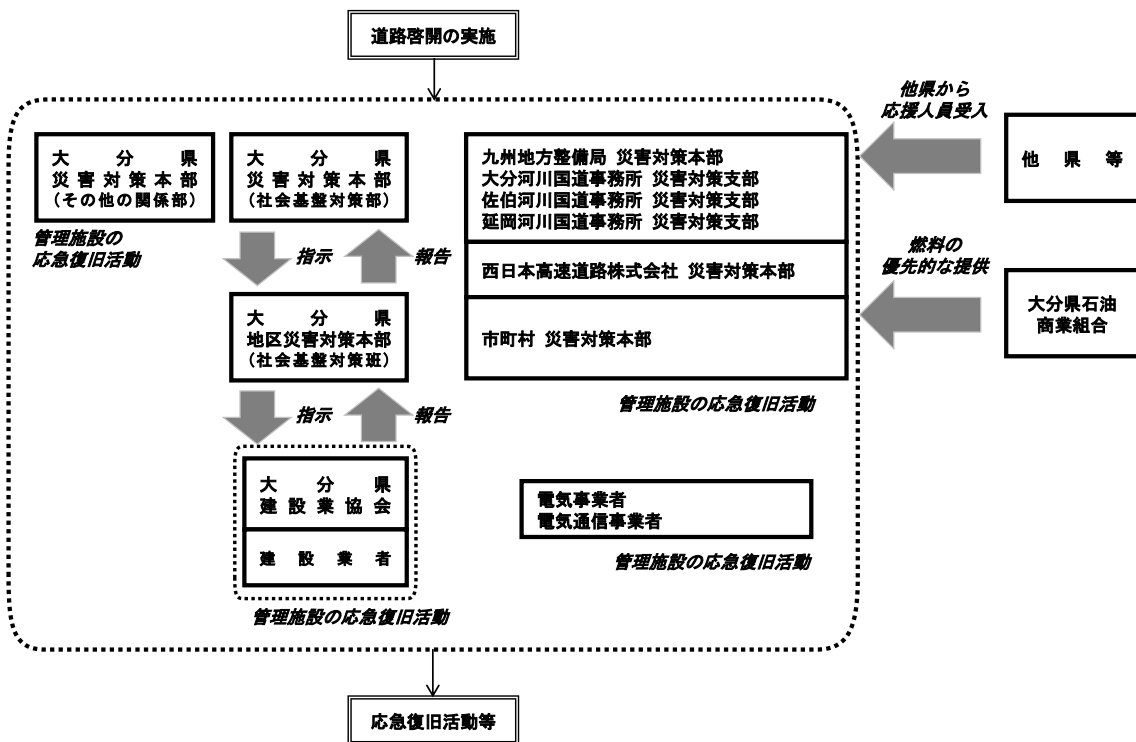 道路啓開の実施
大分県
災害対策本部
（その他の関係部）
管理施設の
応急復旧活動
大分県
災害対策本部
（社会基盤対策部）
指示
報告
大分県
地区災害対策本部
（社会基盤対策班）
指示
報告
大分県
建設業協会
建設業者
管理施設の応急復旧活動
九州地方整備局 災害対策本部
大分河川国道事務所 災害対策支部
佐伯河川国道事務所 災害対策支部
延岡河川国道事務所 災害対策支部
西日本高速道路株式会社 災害対策本部
市町村 災害対策本部
管理施設の応急復旧活動
電気事業者
電気通信事業者
管理施設の応急復旧活動
他県から
応援人員受入
他県等
燃料の
優先的な提供
大分県石油
商業組合
応急復旧活動等